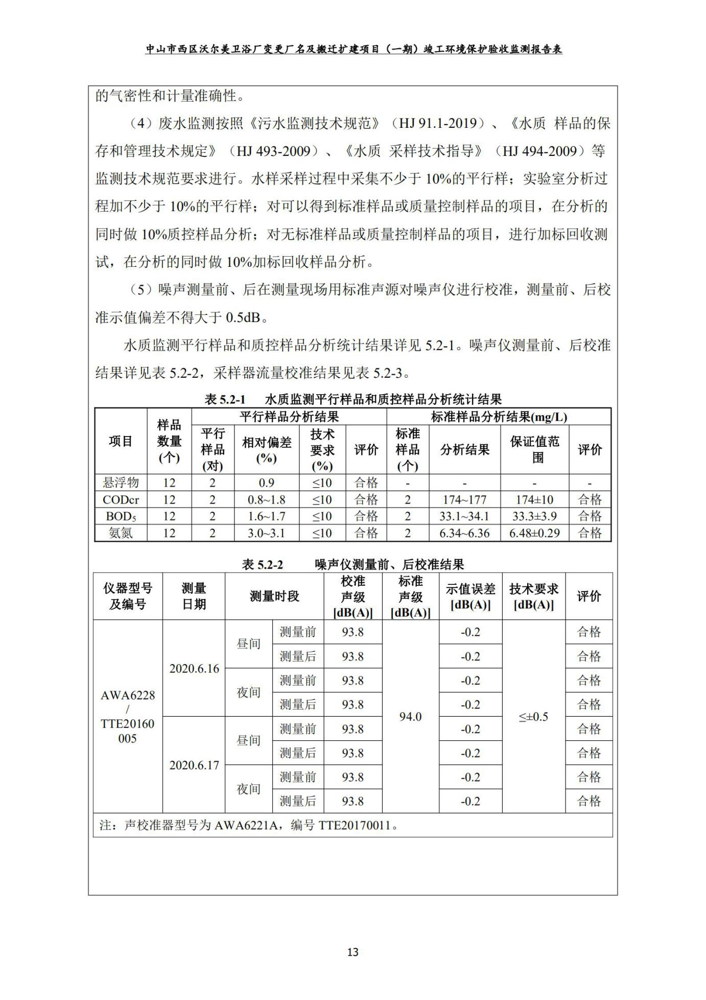 中山市西区沃尔美卫浴厂变更厂名及搬迁扩建项目（一期）竣工环境保护验收监测报告表
的气密性和计量准确性。
（4）废水监测按照《污水监测技术规范》（HJ 91.1-2019）、《水质 样品的保
存和管理技术规定》（HJ 493-2009）、《水质 采样技术指导》（HJ 494-2009）等
监测技术规范要求进行。水样采样过程中采集不少于 10%的平行样；实验室分析过
程加不少于 10%的平行样；对可以得到标准样品或质量控制样品的项目，在分析的
同时做 10%质控样品分析；对无标准样品或质量控制样品的项目，进行加标回收测
试，在分析的同时做 10%加标回收样品分析。
（5）噪声测量前、后在测量现场用标准声源对噪声仪进行校准，测量前、后校
准示值偏差不得大于 0.5dB。
水质监测平行样品和质控样品分析统计结果详见 5.2-1。噪声仪测量前、后校准
结果详见表 5.2-2，采样器流量校准结果见表 5.2-3。
表 5.2-1 水质监测平行样品和质控样品分析统计结果
项目 样品数量(个) 平行样品分析结果 标准样品分析结果(mg/L)
平行样品(对) 相对偏差(%) 技术要求(%) 评价 标准样品(个) 分析结果 保证值范围 评价
悬浮物 12 2 0.9 ≤10 合格 - - - -
CODcr 12 2 0.8~1.8 ≤10 合格 2 174~177 174±10 合格
BOD₅ 12 2 1.6~1.7 ≤10 合格 2 33.1~34.1 33.3±3.9 合格
氨氮 12 2 3.0~3.1 ≤10 合格 2 6.34~6.36 6.48±0.29 合格
表 5.2-2 噪声仪测量前、后校准结果
仪器型号及编号 测量日期 测量时段 校准声级[dB(A)] 标准声级[dB(A)] 示值误差[dB(A)] 技术要求[dB(A)] 评价
AWA6228/TTE20160005 2020.6.16 昼间 测量前 93.8 94.0 -0.2 ≤±0.5 合格
测量后 93.8 -0.2 合格
夜间 测量前 93.8 -0.2 合格
测量后 93.8 -0.2 合格
2020.6.17 昼间 测量前 93.8 -0.2 合格
测量后 93.8 -0.2 合格
夜间 测量前 93.8 -0.2 合格
测量后 93.8 -0.2 合格
注：声校准器型号为 AWA6221A，编号 TTE20170011。
13